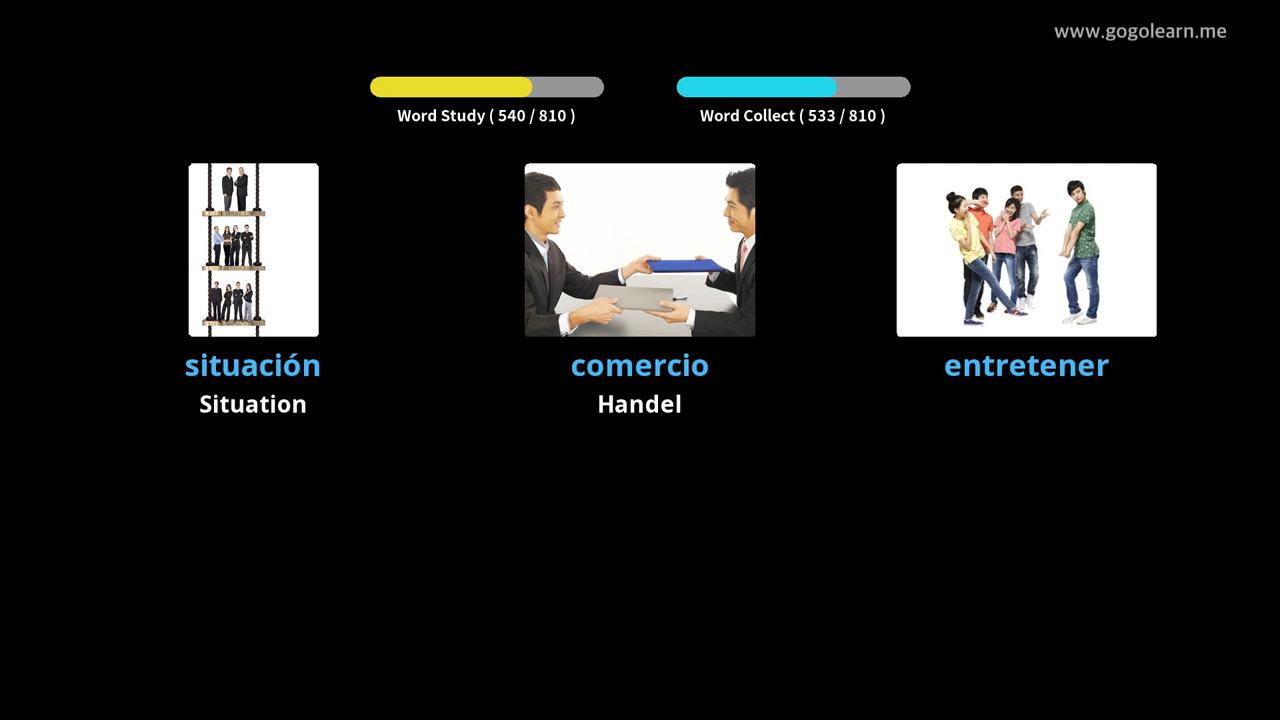 www.gogolearn.me
Word Study ( 540 / 810 )
Word Collect ( 533 / 810 )
situación
Situation
comercio
Handel
entretener